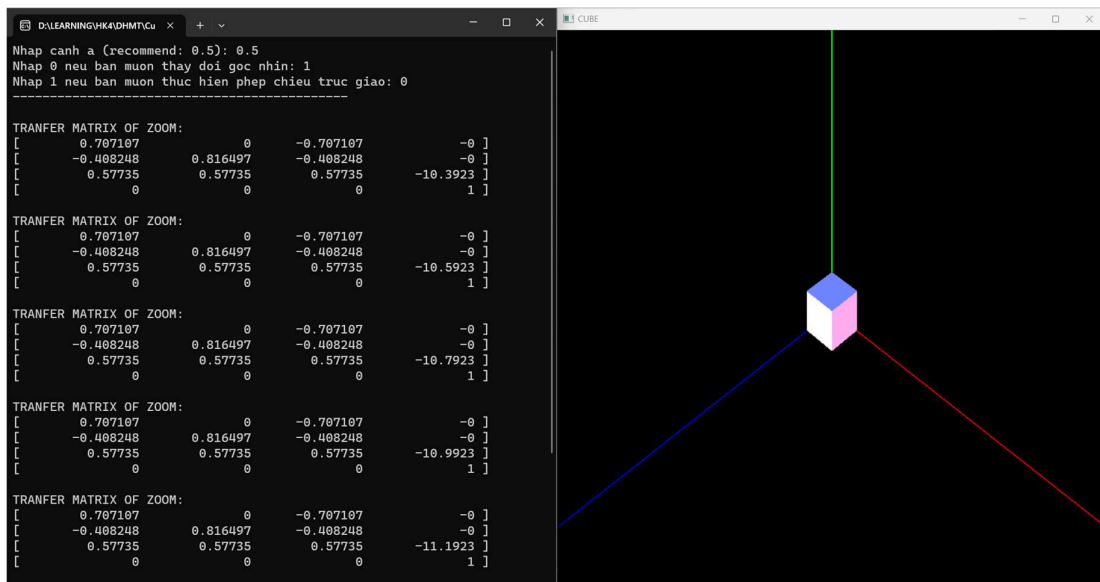 D:\LEARNING\HK4\DHMT\Cu
CUBE
Nhap canh a (recommend: 0.5): 0.5
Nhap 0 neu ban muon thay doi goc nhin: 1
Nhap 1 neu ban muon thuc hien phep chieu truc giao: 0
-----------------------------------------------
TRANFER MATRIX OF ZOOM:
[ 0.707107 0 -0.707107 -0 ]
[ -0.408248 0.816497 -0.408248 -0 ]
[ 0.57735 0.57735 0.57735 -10.3923 ]
[ 0 0 0 1 ]
TRANFER MATRIX OF ZOOM:
[ 0.707107 0 -0.707107 -0 ]
[ -0.408248 0.816497 -0.408248 -0 ]
[ 0.57735 0.57735 0.57735 -10.5923 ]
[ 0 0 0 1 ]
TRANFER MATRIX OF ZOOM:
[ 0.707107 0 -0.707107 -0 ]
[ -0.408248 0.816497 -0.408248 -0 ]
[ 0.57735 0.57735 0.57735 -10.7923 ]
[ 0 0 0 1 ]
TRANFER MATRIX OF ZOOM:
[ 0.707107 0 -0.707107 -0 ]
[ -0.408248 0.816497 -0.408248 -0 ]
[ 0.57735 0.57735 0.57735 -10.9923 ]
[ 0 0 0 1 ]
TRANFER MATRIX OF ZOOM:
[ 0.707107 0 -0.707107 -0 ]
[ -0.408248 0.816497 -0.408248 -0 ]
[ 0.57735 0.57735 0.57735 -11.1923 ]
[ 0 0 0 1 ]